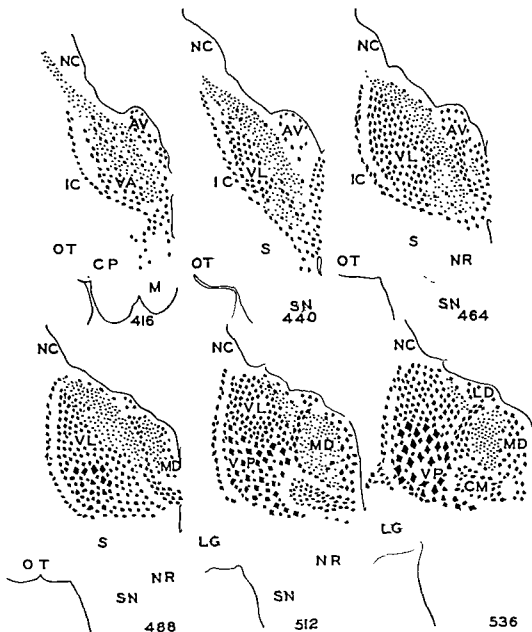 NC
AV
VA
IC
OT
CP
M
416
NC
AV
VL
IC
S
OT
SN
440
NC
AV
VL
IC
S
OT
NR
SN
464
NC
VL
MD
S
OT
NR
SN
488
VL
MD
VP
LG
NR
SN
512
NC
LD
MD
VP
CM
LG
536